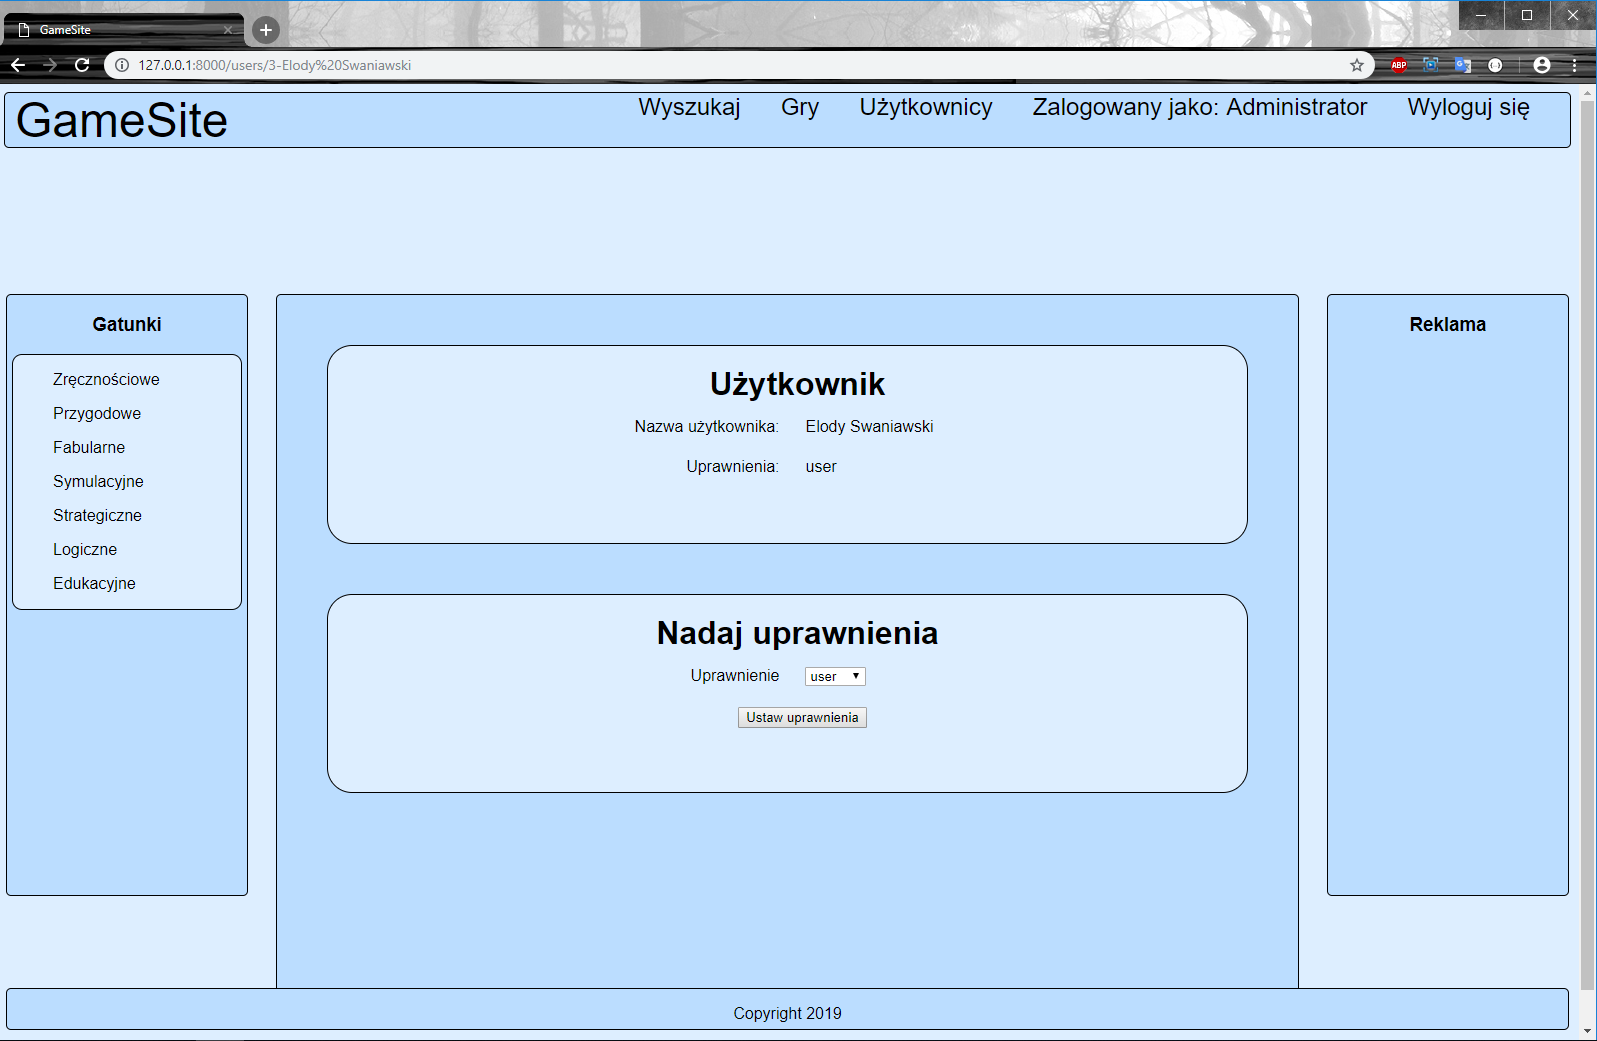 GameSite
127.0.0.1:8000/users/3-Elody%20Swaniawski
ABP
GameSite
Wyszukaj Gry Użytkownicy Zalogowany jako: Administrator Wyloguj się
Gatunki
Zręcznościowe
Przygodowe
Fabularne
Symulacyjne
Strategiczne
Logiczne
Edukacyjne
Użytkownik
Nazwa użytkownika: Elody Swaniawski
Uprawnienia: user
Nadaj uprawnienia
Uprawnienie user
Ustaw uprawnienia
Reklama
Copyright 2019